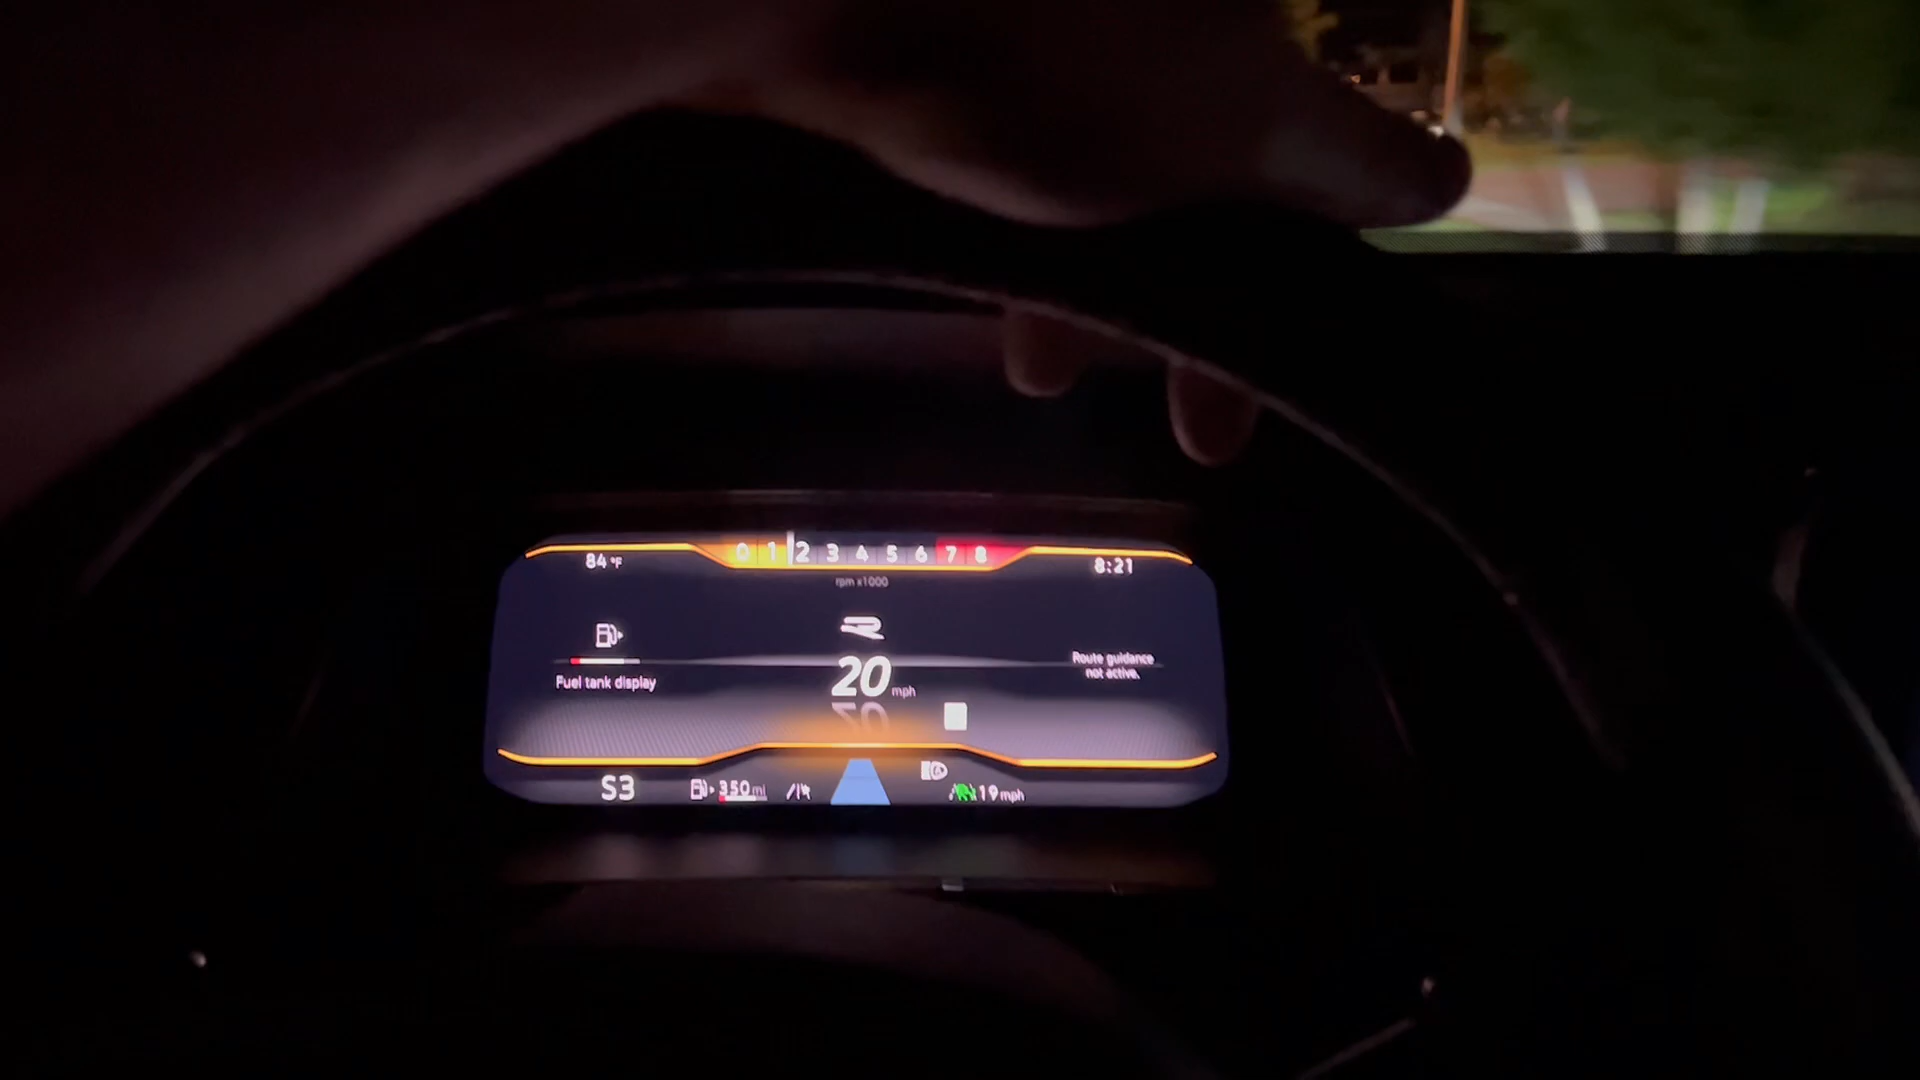 0 1 2 3 4 5 6 7 8
84 °F
8:21
rpm x1000
R
20 mph
Route guidance
not active.
Fuel tank display
S3
350 mi
19 mph